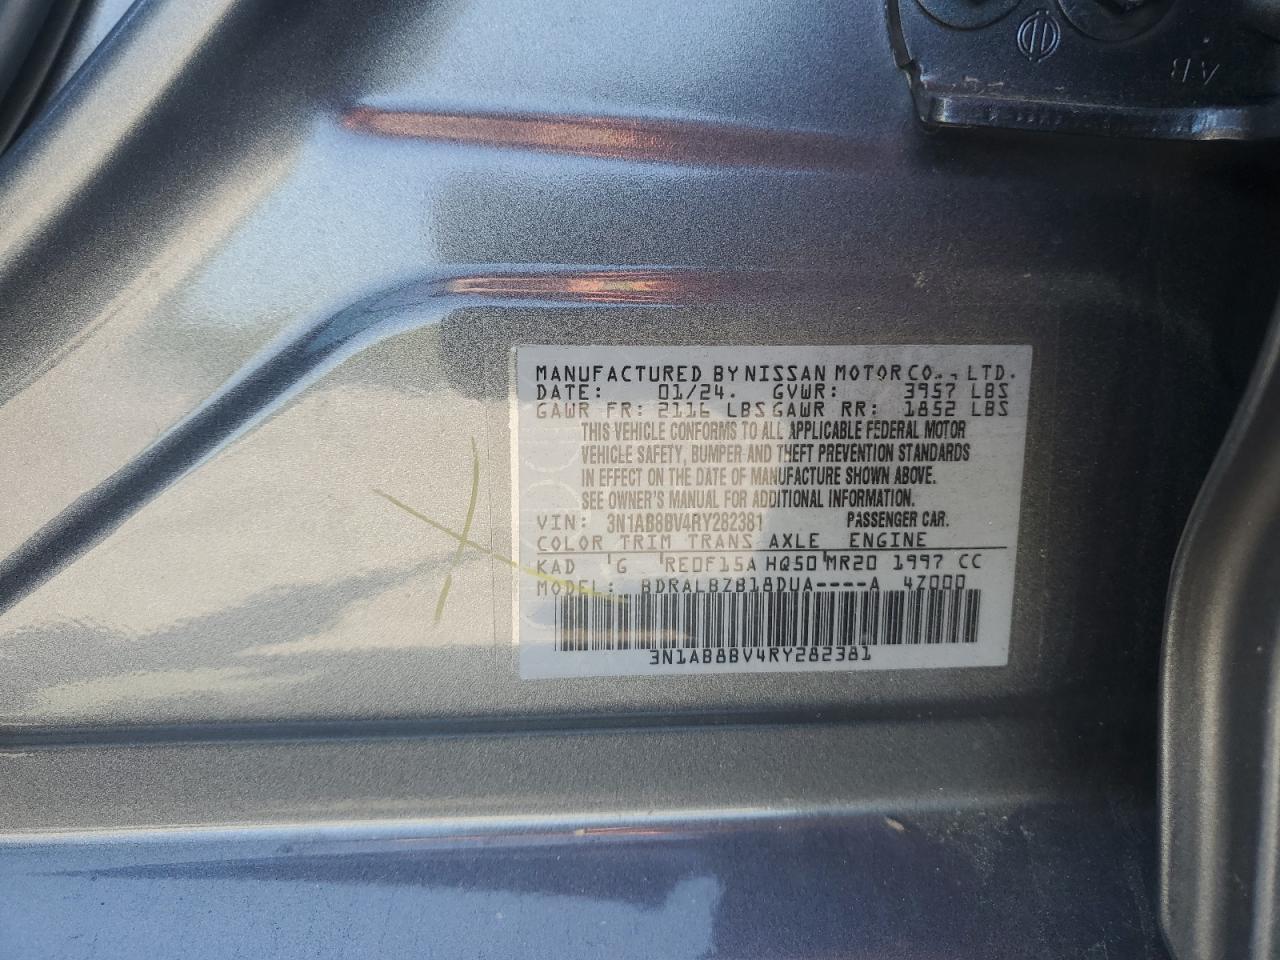 MANUFACTURED BY NISSAN MOTOR CO., LTD.
DATE: 01/24. GVWR: 3957 LBS
GAWR FR: 2116 LBS GAWR RR: 1852 LBS
THIS VEHICLE CONFORMS TO ALL APPLICABLE FEDERAL MOTOR
VEHICLE SAFETY, BUMPER AND THEFT PREVENTION STANDARDS
IN EFFECT ON THE DATE OF MANUFACTURE SHOWN ABOVE.
SEE OWNER'S MANUAL FOR ADDITIONAL INFORMATION.
VIN: 3N1AB8BV4RY282381 PASSENGER CAR.
COLOR TRIM TRANS AXLE ENGINE
KAD G RE0F15A HQ50 MR20 1997 CC
MODEL: BDRALBZB18DUA----A 4Z000
3N1AB8BV4RY282381